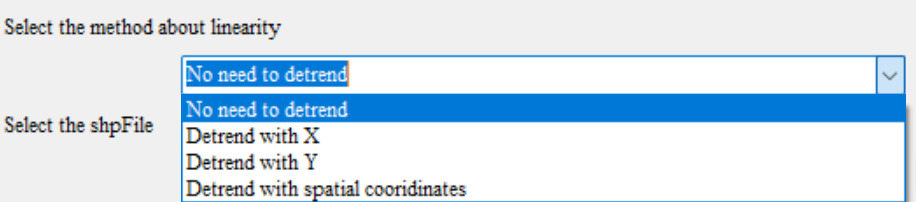 Select the method about linearity
No need to detrend
No need to detrend
Select the shpFile
Detrend with X
Detrend with Y
Detrend with spatial cooridinates